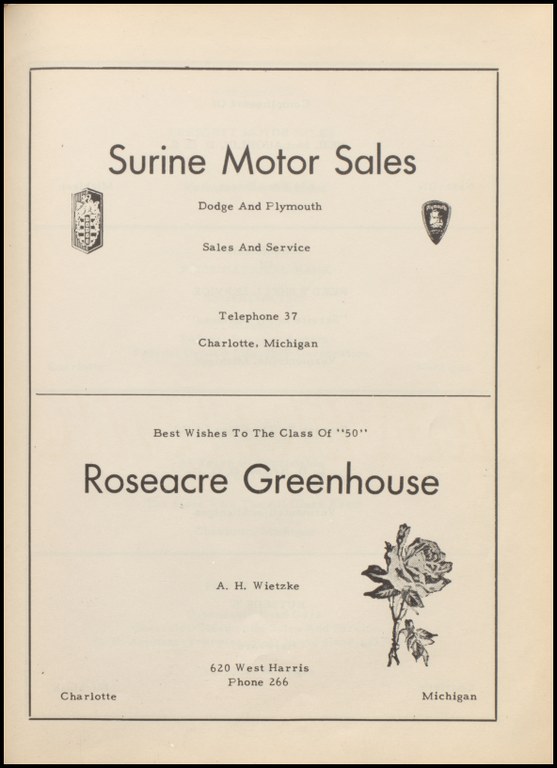 Surine Motor Sales
Dodge And Plymouth
Sales And Service
Telephone 37
Charlotte, Michigan
Best Wishes To The Class Of "50"
Roseacre Greenhouse
A. H. Wietzke
620 West Harris
Phone 266
Charlotte Michigan